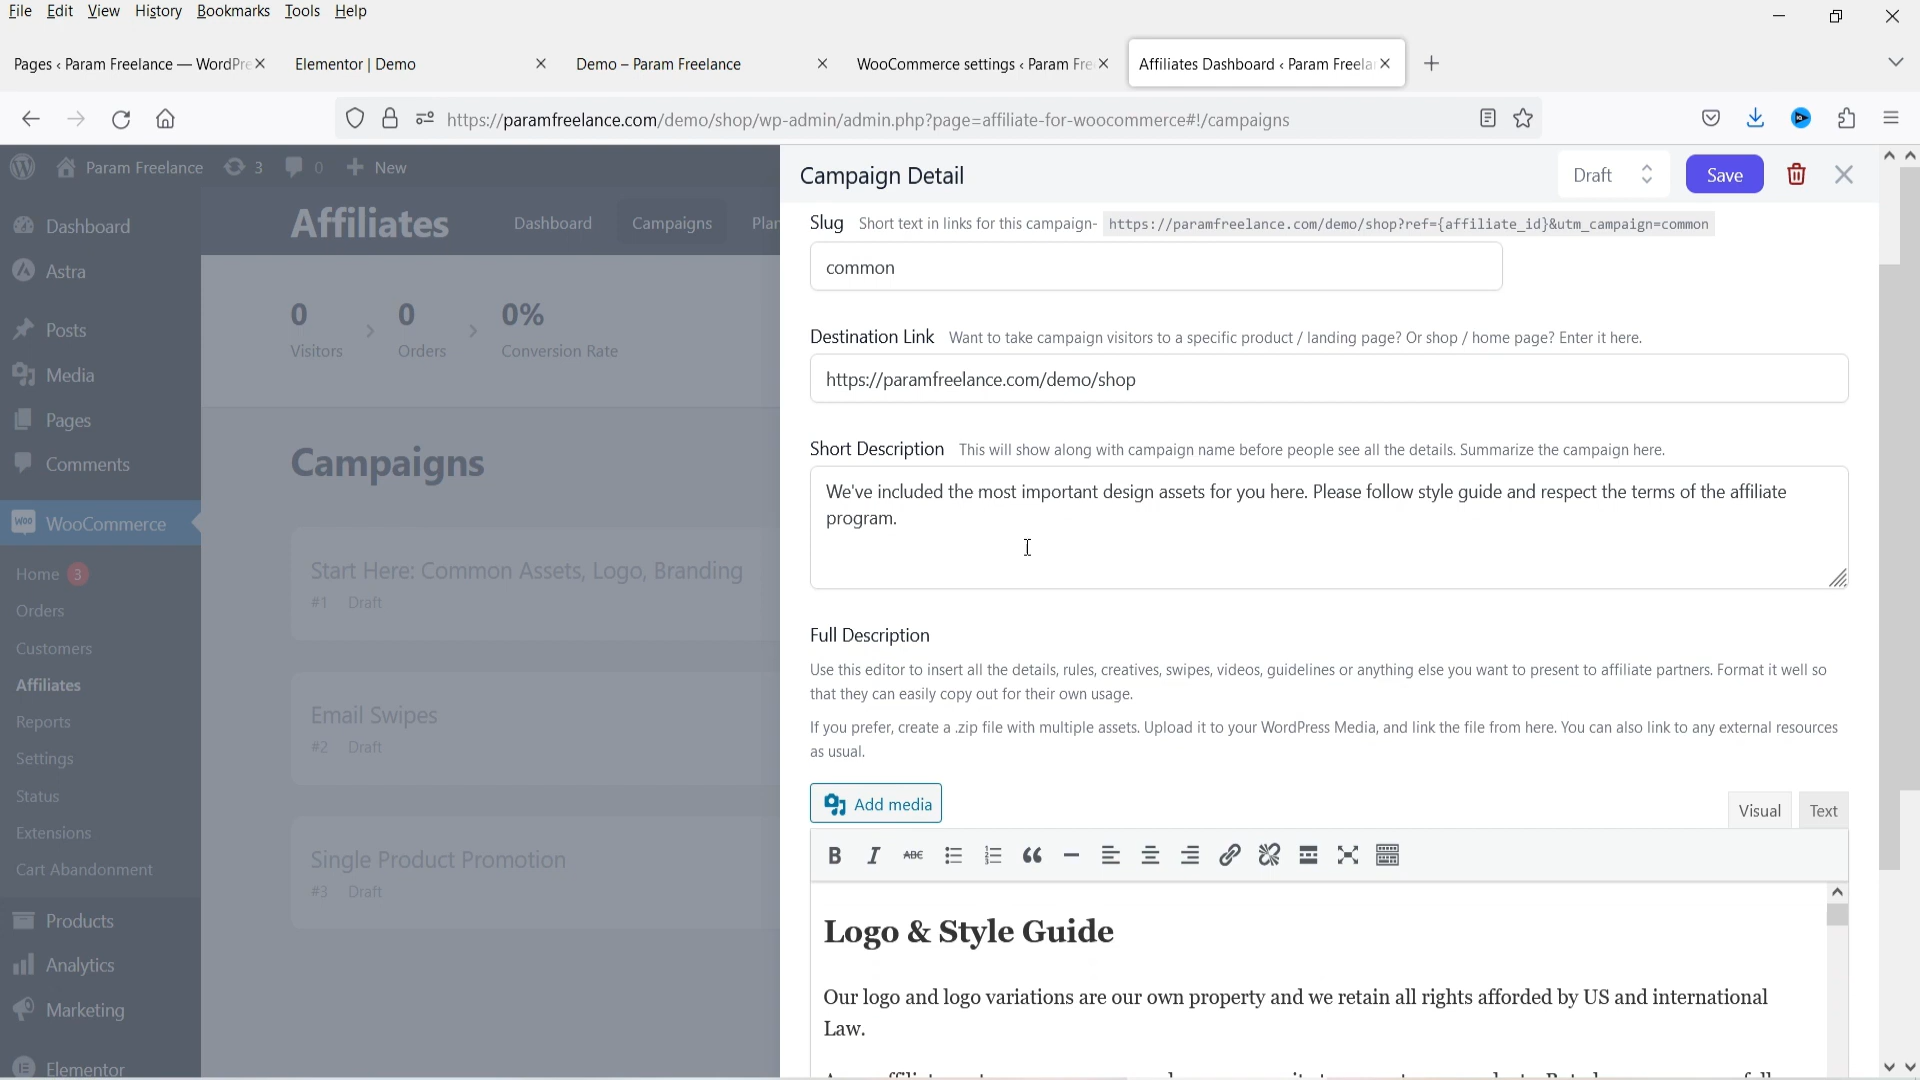 File Edit View History Bookmarks Tools Help
Pages ‹ Param Freelance — WordPre
Elementor | Demo
Demo – Param Freelance
WooCommerce settings ‹ Param Fre
Affiliates Dashboard ‹ Param Freelan
https://paramfreelance.com/demo/shop/wp-admin/admin.php?page=affiliate-for-woocommerce#!/campaigns
Param Freelance 3 0 New
Dashboard
Astra
Posts
Media
Pages
Comments
WooCommerce
Home 3
Orders
Customers
Affiliates
Reports
Settings
Status
Extensions
Cart Abandonment
Products
Analytics
Marketing
Elementor
Affiliates Dashboard Campaigns Plan
0 0 0%
Visitors Orders Conversion Rate
Campaigns
Start Here: Common Assets, Logo, Branding
#1 Draft
Email Swipes
#2 Draft
Single Product Promotion
#3 Draft
Campaign Detail Draft Save
Slug Short text in links for this campaign- https://paramfreelance.com/demo/shop?ref={affiliate_id}&utm_campaign=common
common
Destination Link Want to take campaign visitors to a specific product / landing page? Or shop / home page? Enter it here.
https://paramfreelance.com/demo/shop
Short Description This will show along with campaign name before people see all the details. Summarize the campaign here.
We've included the most important design assets for you here. Please follow style guide and respect the terms of the affiliate
program.
Full Description
Use this editor to insert all the details, rules, creatives, swipes, videos, guidelines or anything else you want to present to affiliate partners. Format it well so
that they can easily copy out for their own usage.
If you prefer, create a .zip file with multiple assets. Upload it to your WordPress Media, and link the file from here. You can also link to any external resources
as usual.
Add media
Visual Text
B I ABC
Logo & Style Guide
Our logo and logo variations are our own property and we retain all rights afforded by US and international
Law.